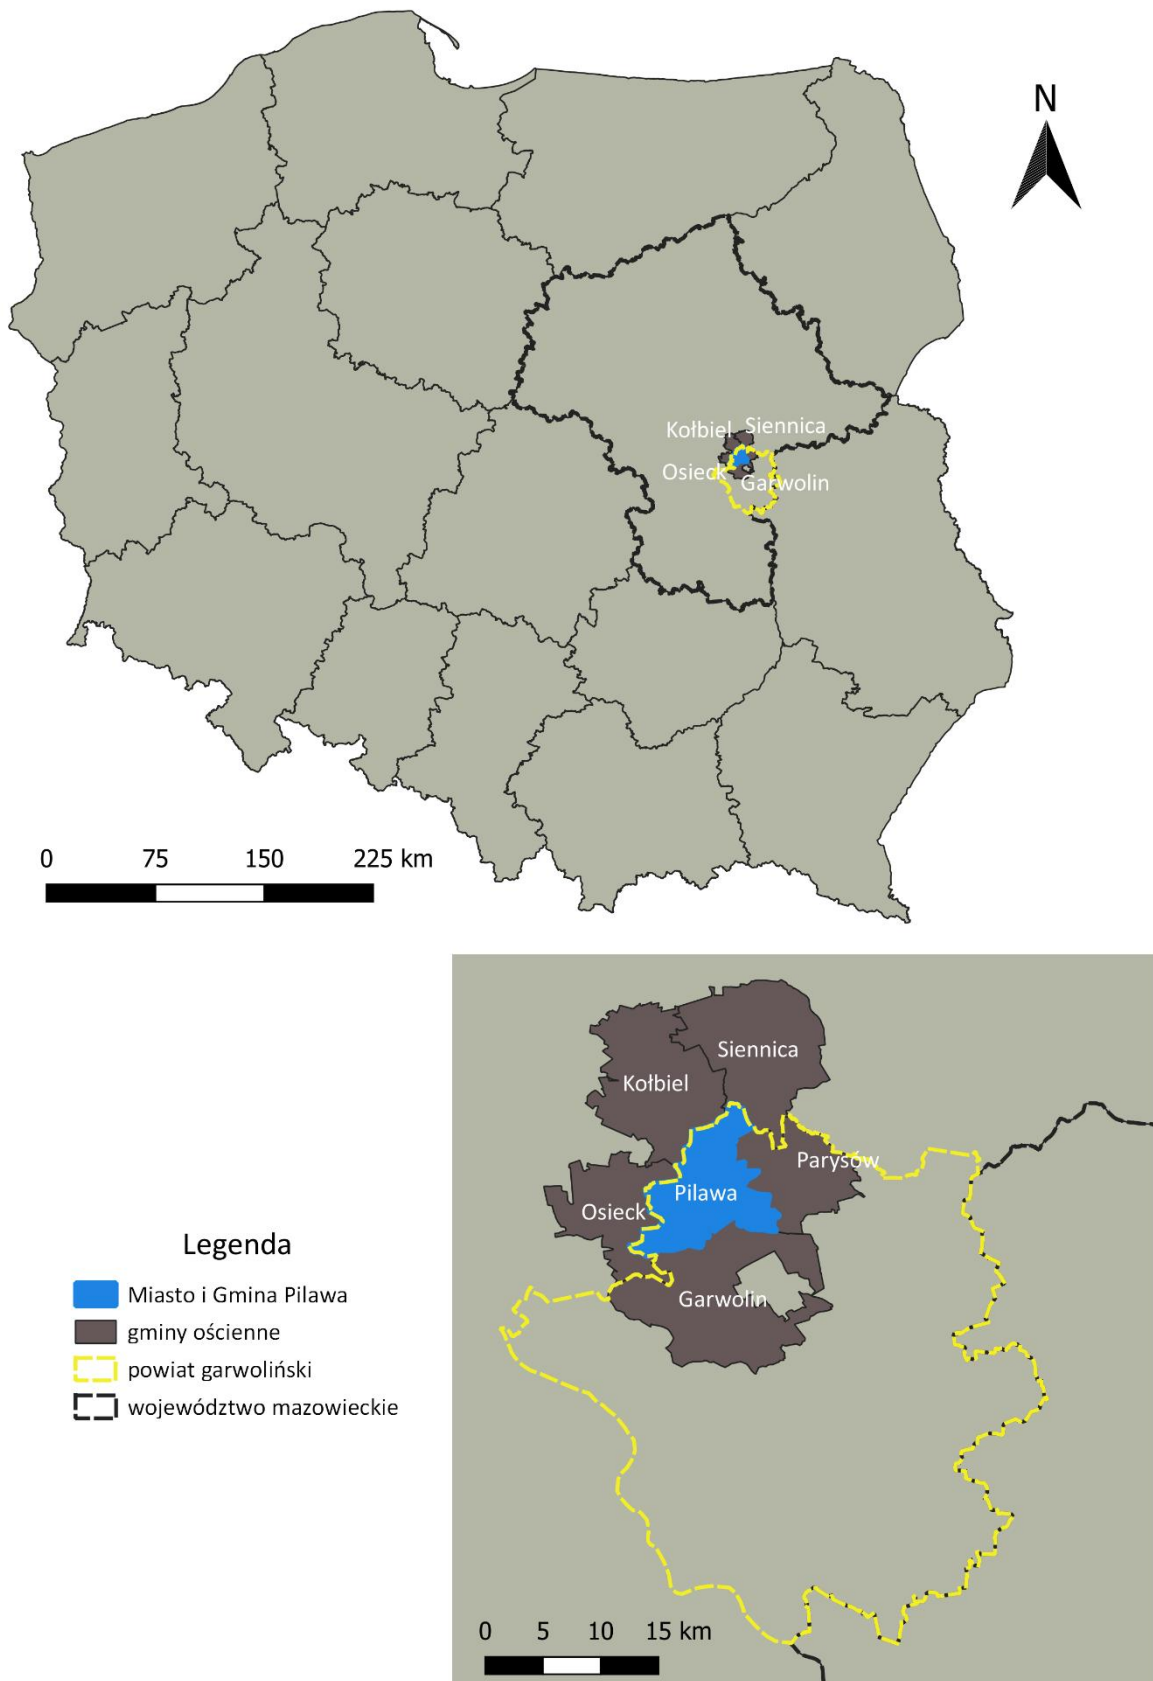 N
Kołbiel
Siennica
Osieck
Garwolin
0 75 150 225 km
Siennica
Kołbiel
Parysów
Pilawa
Osieck
Garwolin
Legenda
Miasto i Gmina Pilawa
gminy ościenne
powiat garwoliński
województwo mazowieckie
0 5 10 15 km